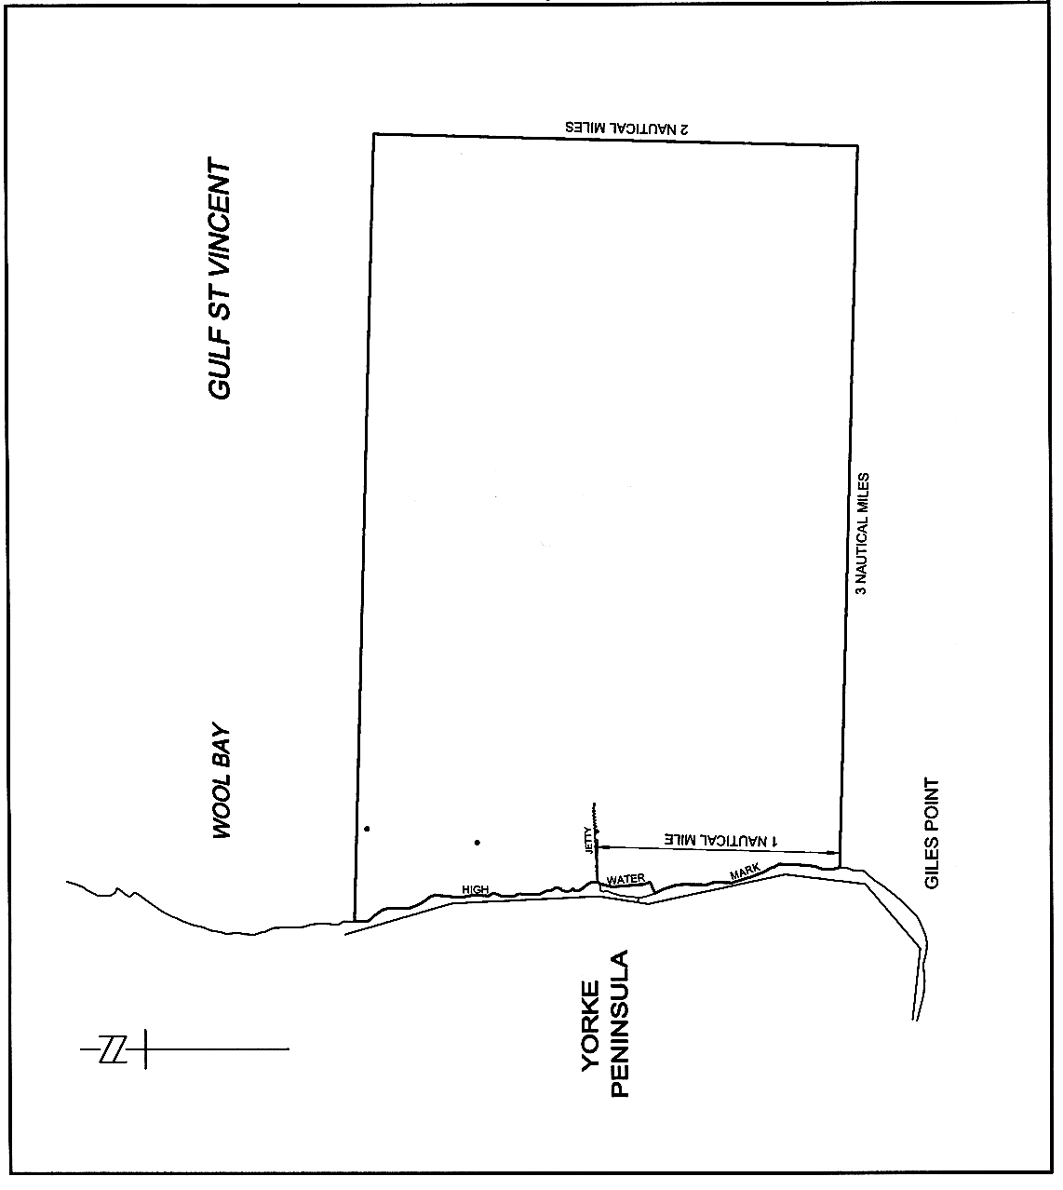 2 NAUTICAL MILES
GULF ST VINCENT
3 NAUTICAL MILES
WOOL BAY
JETTY
1 NAUTICAL MILE
GILES POINT
HIGH
WATER
MARK
YORKE
PENINSULA
N